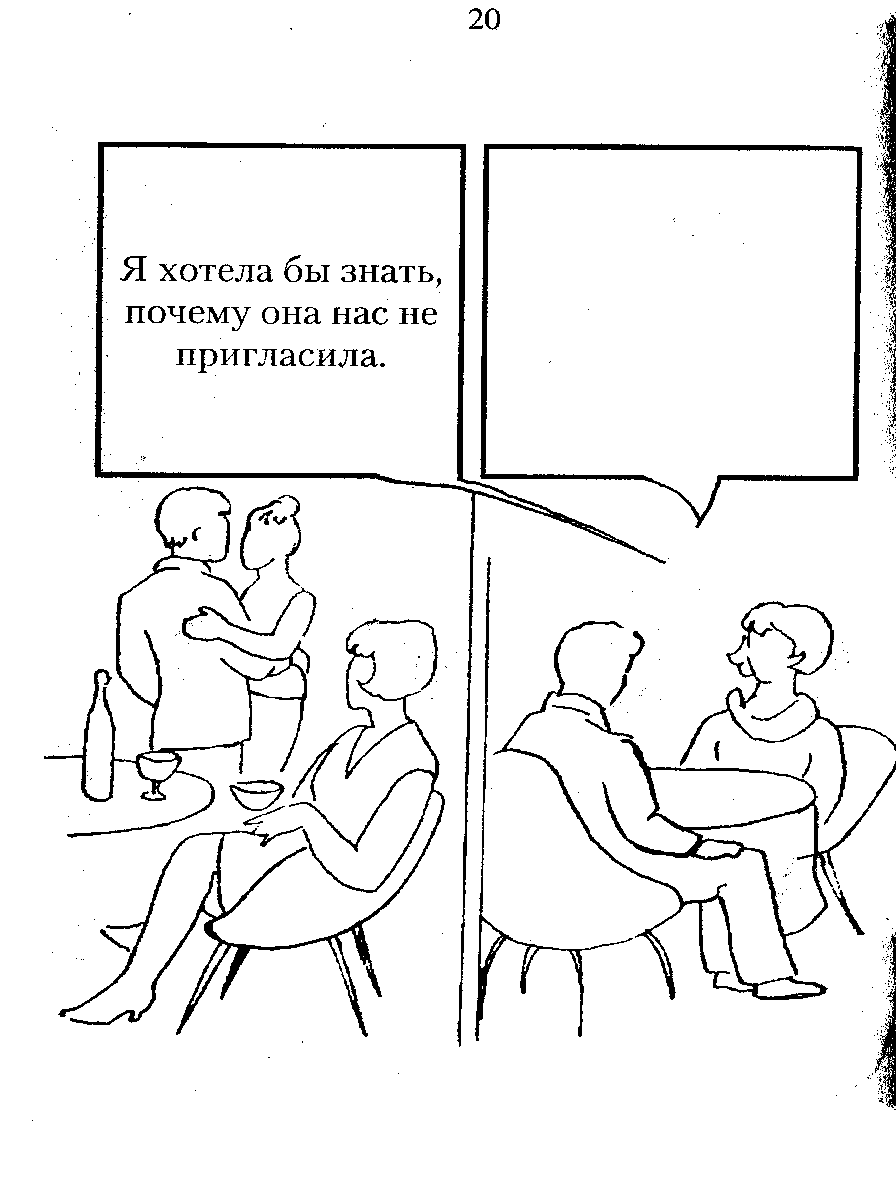 20
Я хотела бы знать,
почему она нас не
пригласила.